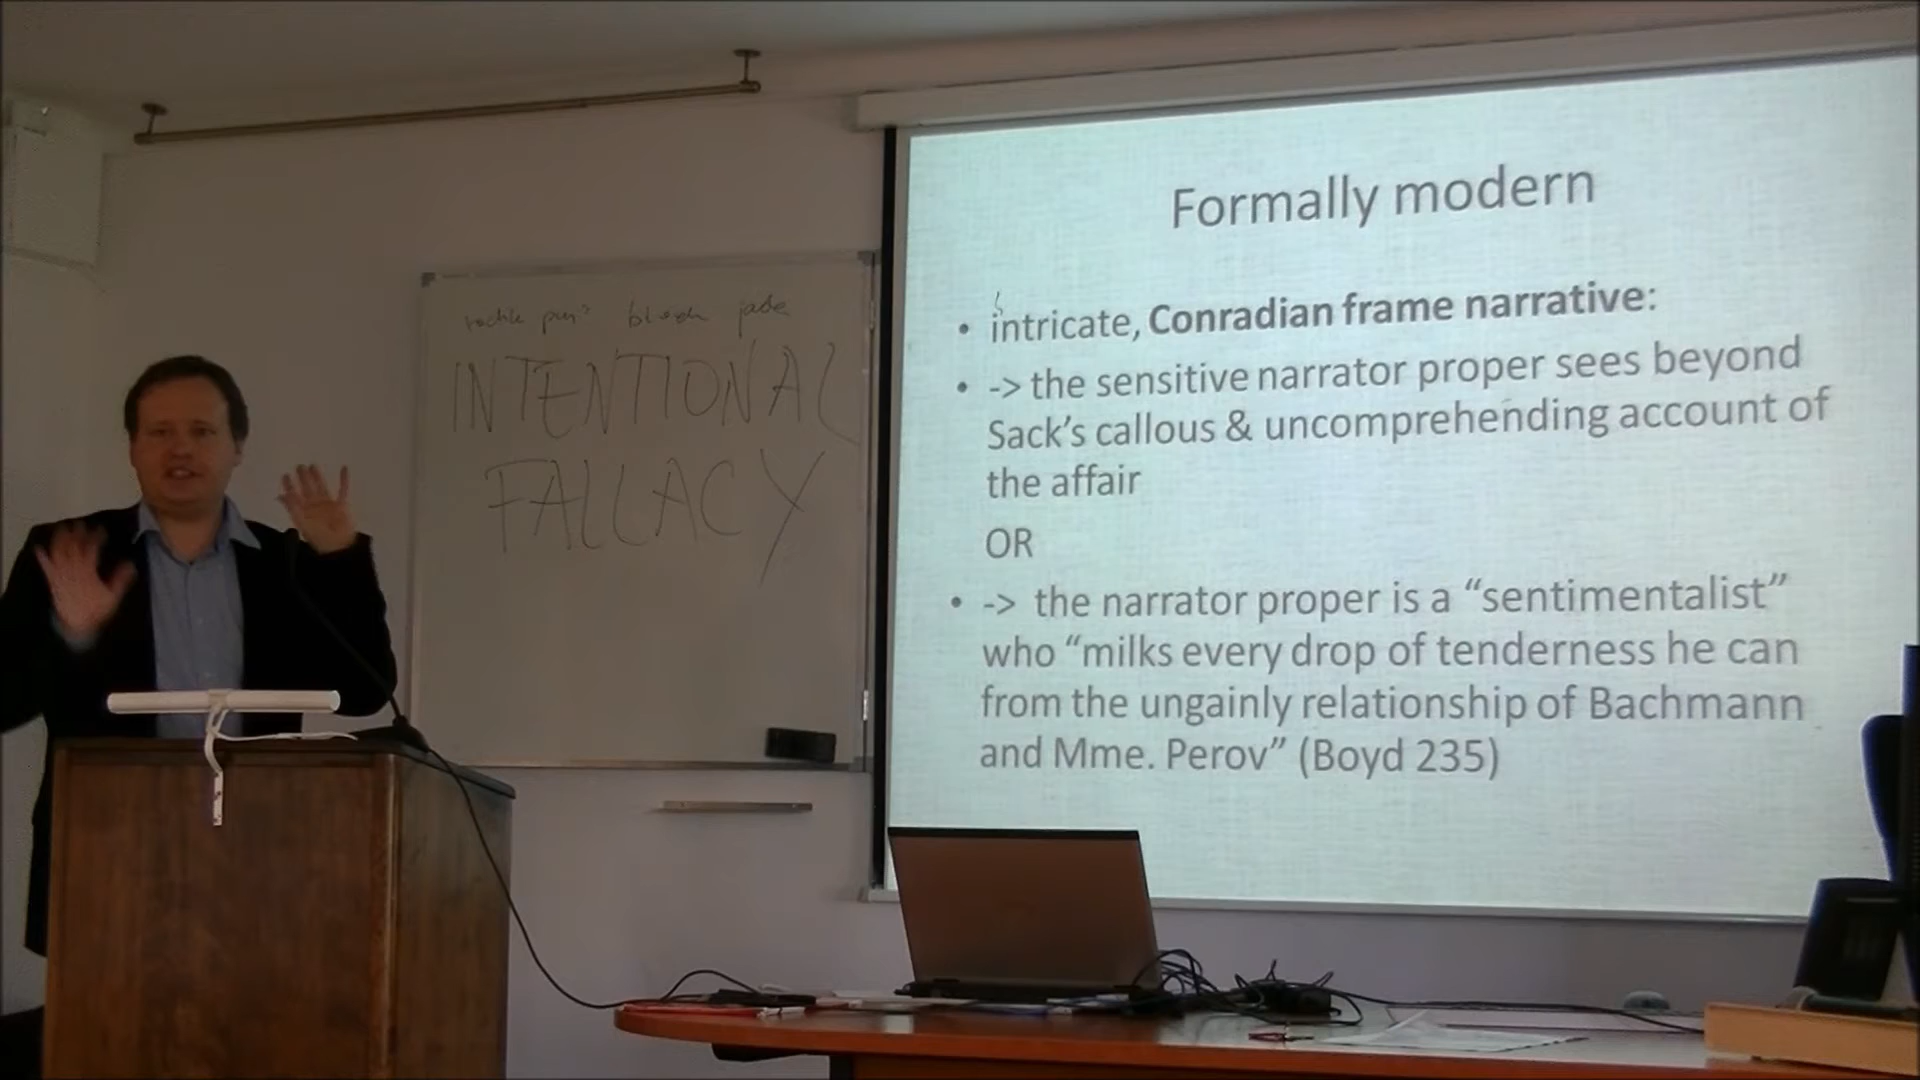 jade
INTENTIONAL
FALLACY
Formally modern
• intricate, Conradian frame narrative:
• -> the sensitive narrator proper sees beyond
Sack's callous & uncomprehending account of
the affair
OR
• -> the narrator proper is a “sentimentalist”
who “milks every drop of tenderness he can
from the ungainly relationship of Bachmann
and Mme. Perov” (Boyd 235)